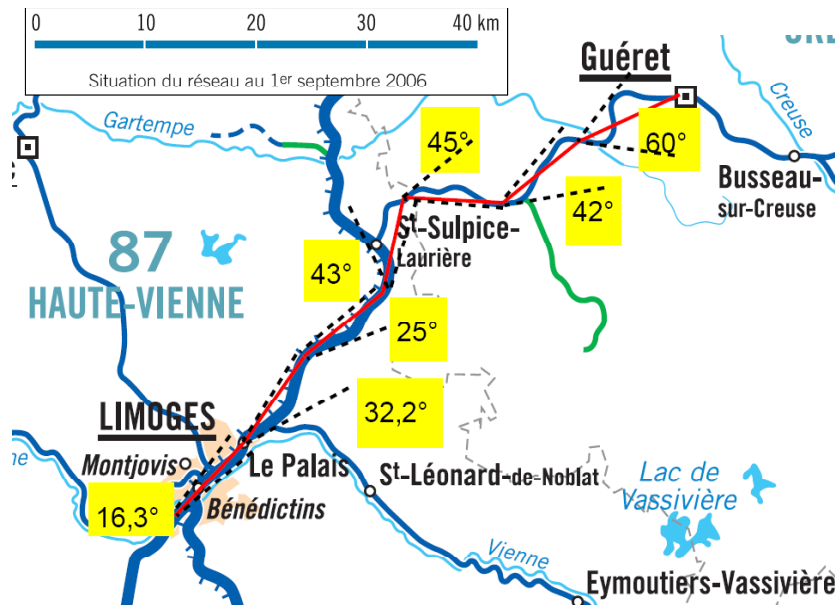 0 10 20 30 40 km
Situation du réseau au 1er septembre 2006
Guéret
Creuse
Gartempe
45°
60°
Busseau-
sur-Creuse
42°
St-Sulpice-
Laurière
87
HAUTE-VIENNE
43°
25°
32,2°
LIMOGES
Montjovis
Le Palais
St-Léonard-de-Noblat
Lac de
Vassivière
16,3°
Bénédictins
Vienne
Eymoutiers-Vassivière